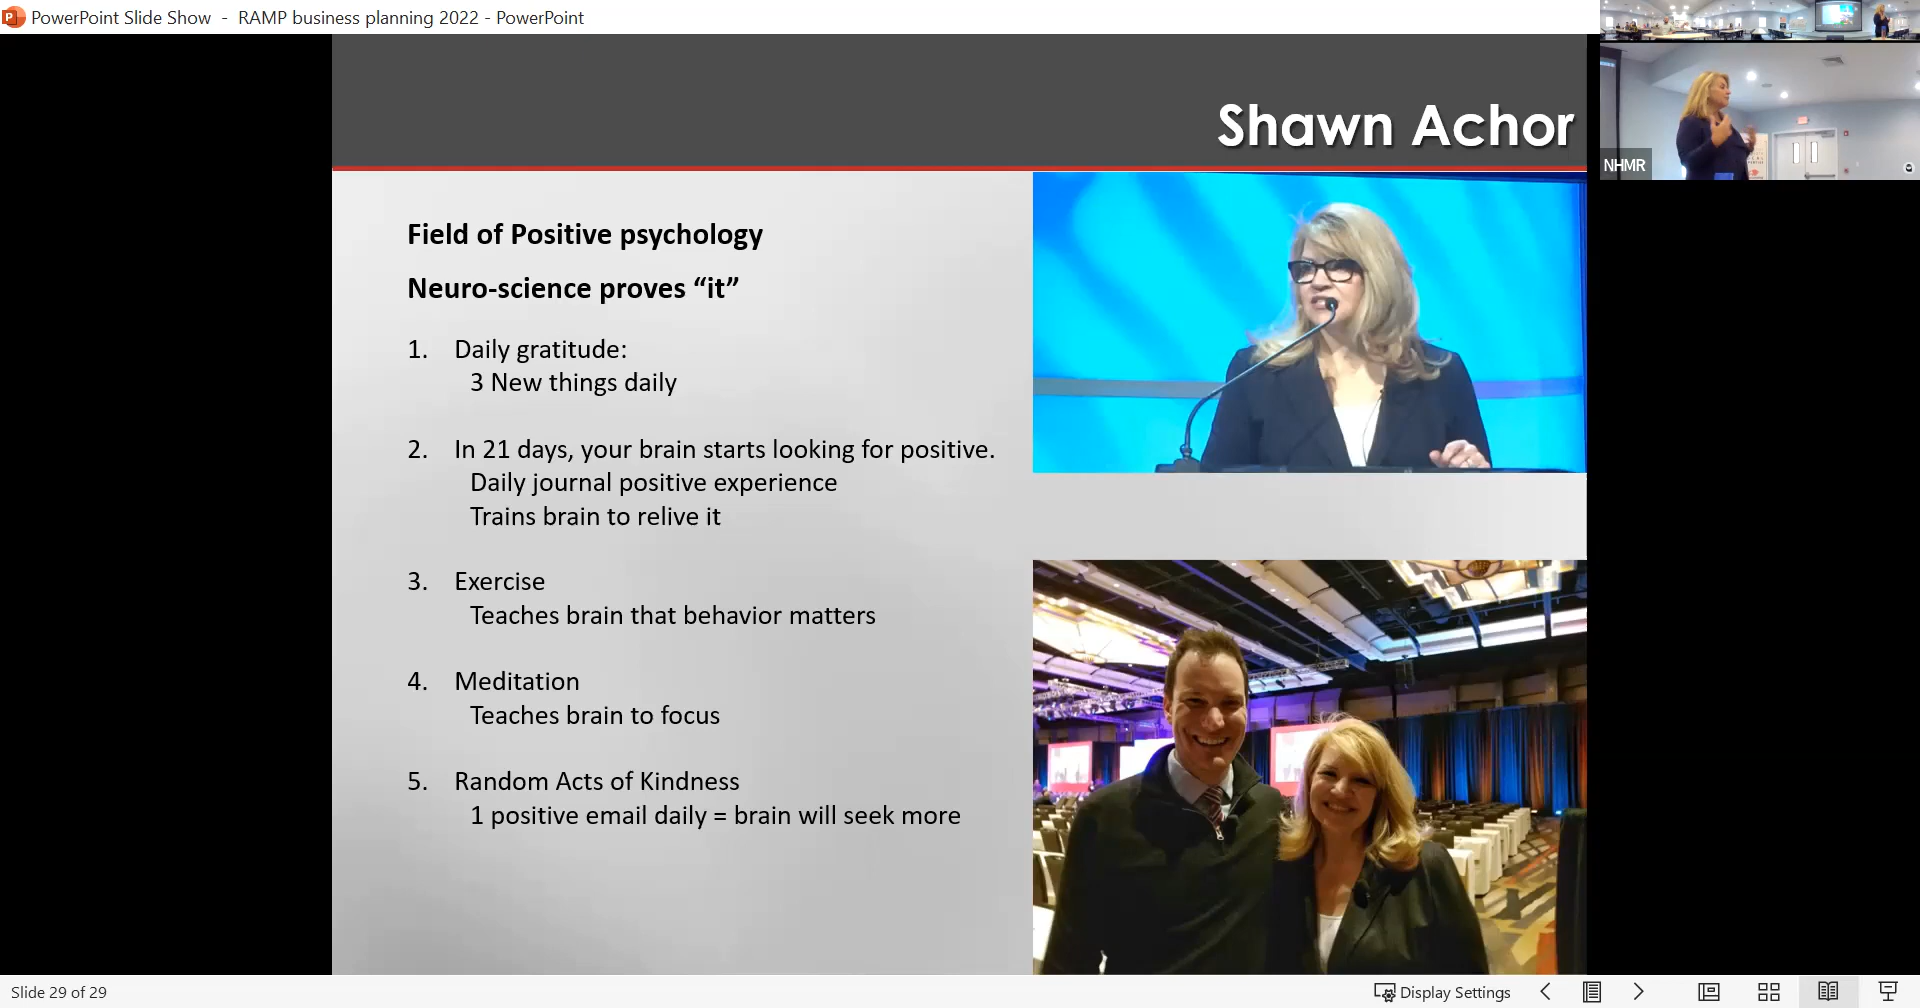 PowerPoint Slide Show - RAMP business planning 2022 - PowerPoint
Shawn Achor
NHMR
Field of Positive psychology
Neuro-science proves “it”
1. Daily gratitude:
3 New things daily
2. In 21 days, your brain starts looking for positive.
Daily journal positive experience
Trains brain to relive it
3. Exercise
Teaches brain that behavior matters
4. Meditation
Teaches brain to focus
5. Random Acts of Kindness
1 positive email daily = brain will seek more
Slide 29 of 29
Display Settings